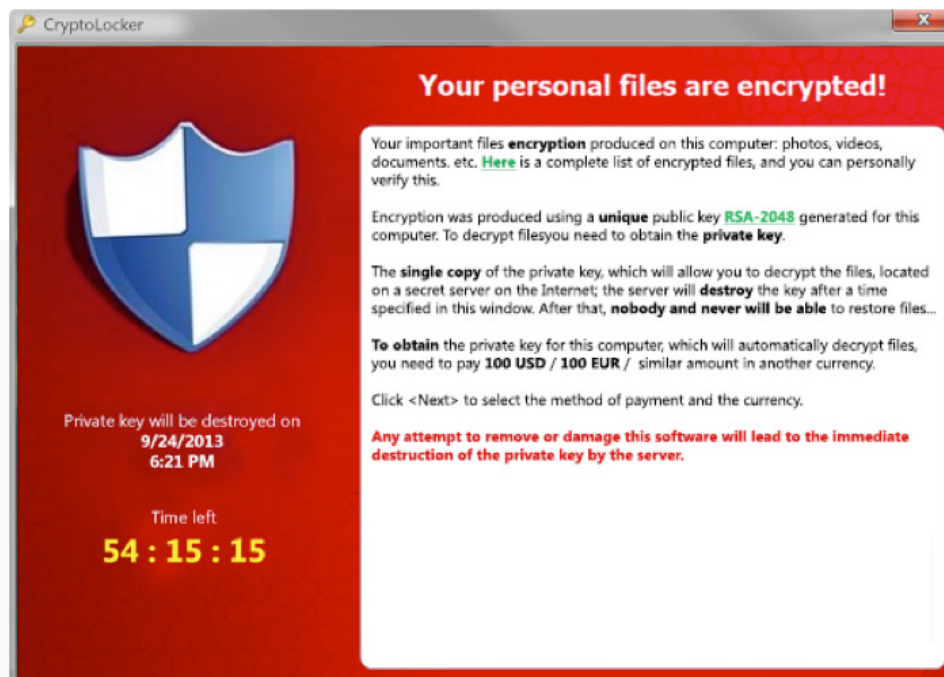 CryptoLocker
Your personal files are encrypted!
Your important files encryption produced on this computer: photos, videos,
documents. etc. Here is a complete list of encrypted files, and you can personally
verify this.
Encryption was produced using a unique public key RSA-2048 generated for this
computer. To decrypt filesyou need to obtain the private key.
The single copy of the private key, which will allow you to decrypt the files, located
on a secret server on the Internet; the server will destroy the key after a time
specified in this window. After that, nobody and never will be able to restore files...
To obtain the private key for this computer, which will automatically decrypt files,
you need to pay 100 USD / 100 EUR / similar amount in another currency.
Click <Next> to select the method of payment and the currency.
Any attempt to remove or damage this software will lead to the immediate
destruction of the private key by the server.
Private key will be destroyed on
9/24/2013
6:21 PM
Time left
54 : 15 : 15